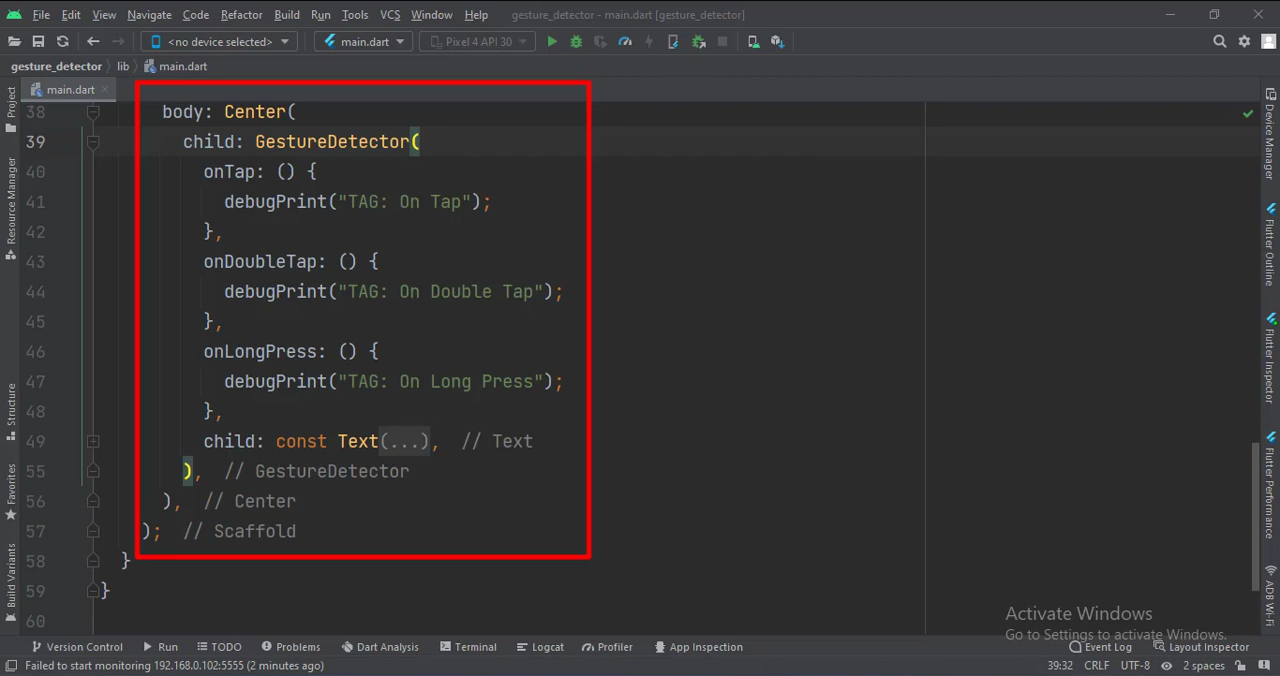 File Edit View Navigate Code Refactor Build Run Tools VCS Window Help gesture_detector - main.dart [gesture_detector]
<no device selected> main.dart Pixel 4 API 30
gesture_detector lib main.dart
main.dart
38 body: Center(
39 child: GestureDetector(
40 onTap: () {
41 debugPrint("TAG: On Tap");
42 },
43 onDoubleTap: () {
44 debugPrint("TAG: On Double Tap");
45 },
46 onLongPress: () {
47 debugPrint("TAG: On Long Press");
48 },
49 child: const Text(...), // Text
55 ), // GestureDetector
56 ), // Center
57 ); // Scaffold
58 }
59 }
60
Project
Resource Manager
Structure
Favorites
Build Variants
Device Manager
Flutter Outline
Flutter Inspector
Flutter Performance
ADB Wi-Fi
Activate Windows
Go to Settings to activate Windows.
Version Control Run TODO Problems Dart Analysis Terminal Logcat Profiler App Inspection Event Log Layout Inspector
Failed to start monitoring 192.168.0.102:5555 (2 minutes ago) 39:32 CRLF UTF-8 2 spaces